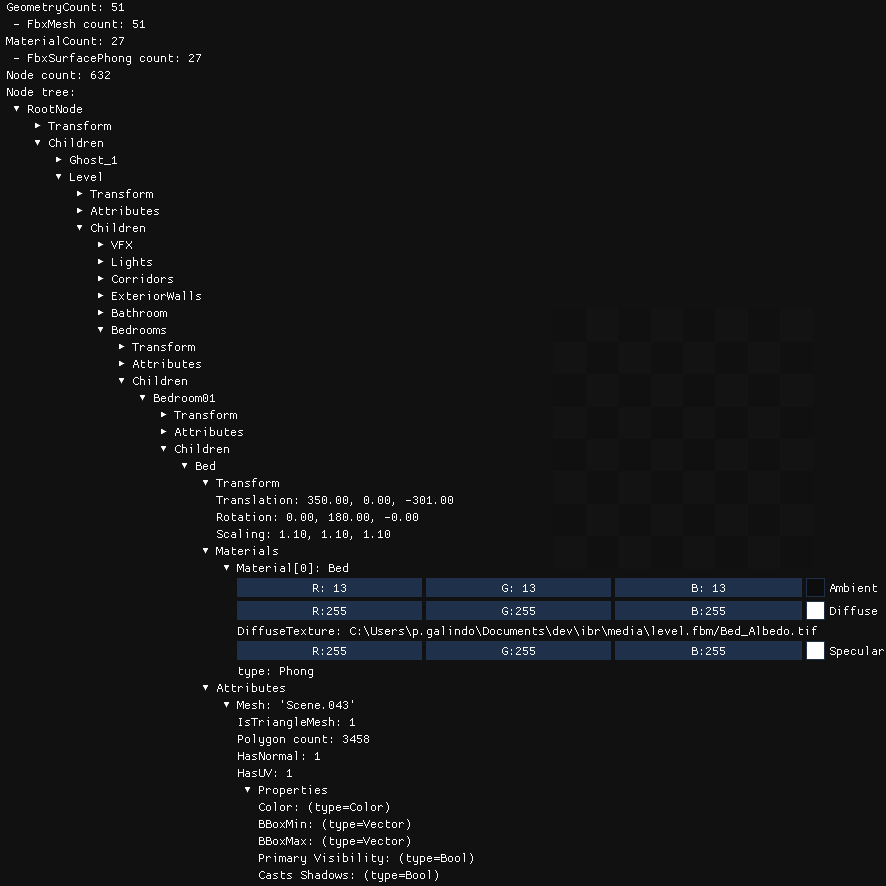 GeometryCount: 51
- FbxMesh count: 51
MaterialCount: 27
- FbxSurfacePhong count: 27
Node count: 632
Node tree:
RootNode
Transform
Children
Ghost_1
Level
Transform
Attributes
Children
VFX
Lights
Corridors
ExteriorWalls
Bathroom
Bedrooms
Transform
Attributes
Children
Bedroom01
Transform
Attributes
Children
Bed
Transform
Translation: 350.00, 0.00, -301.00
Rotation: 0.00, 180.00, -0.00
Scaling: 1.10, 1.10, 1.10
Materials
Material[0]: Bed
R: 13 G: 13 B: 13 Ambient
R:255 G:255 B:255 Diffuse
DiffuseTexture: C:\Users\p.galindo\Documents\dev\ibr\media\level.fbm/Bed_Albedo.tif
R:255 G:255 B:255 Specular
type: Phong
Attributes
Mesh: 'Scene.043'
IsTriangleMesh: 1
Polygon count: 3458
HasNormal: 1
HasUV: 1
Properties
Color: (type=Color)
BBoxMin: (type=Vector)
BBoxMax: (type=Vector)
Primary Visibility: (type=Bool)
Casts Shadows: (type=Bool)